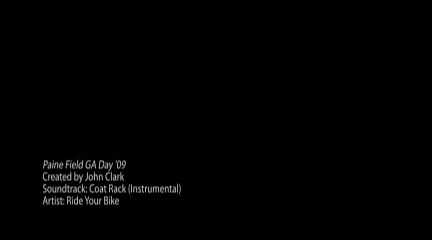 Paine Field GA Day '09
Created by John Clark
Soundtrack: Coat Rack (Instrumental)
Artist: Ride Your Bike